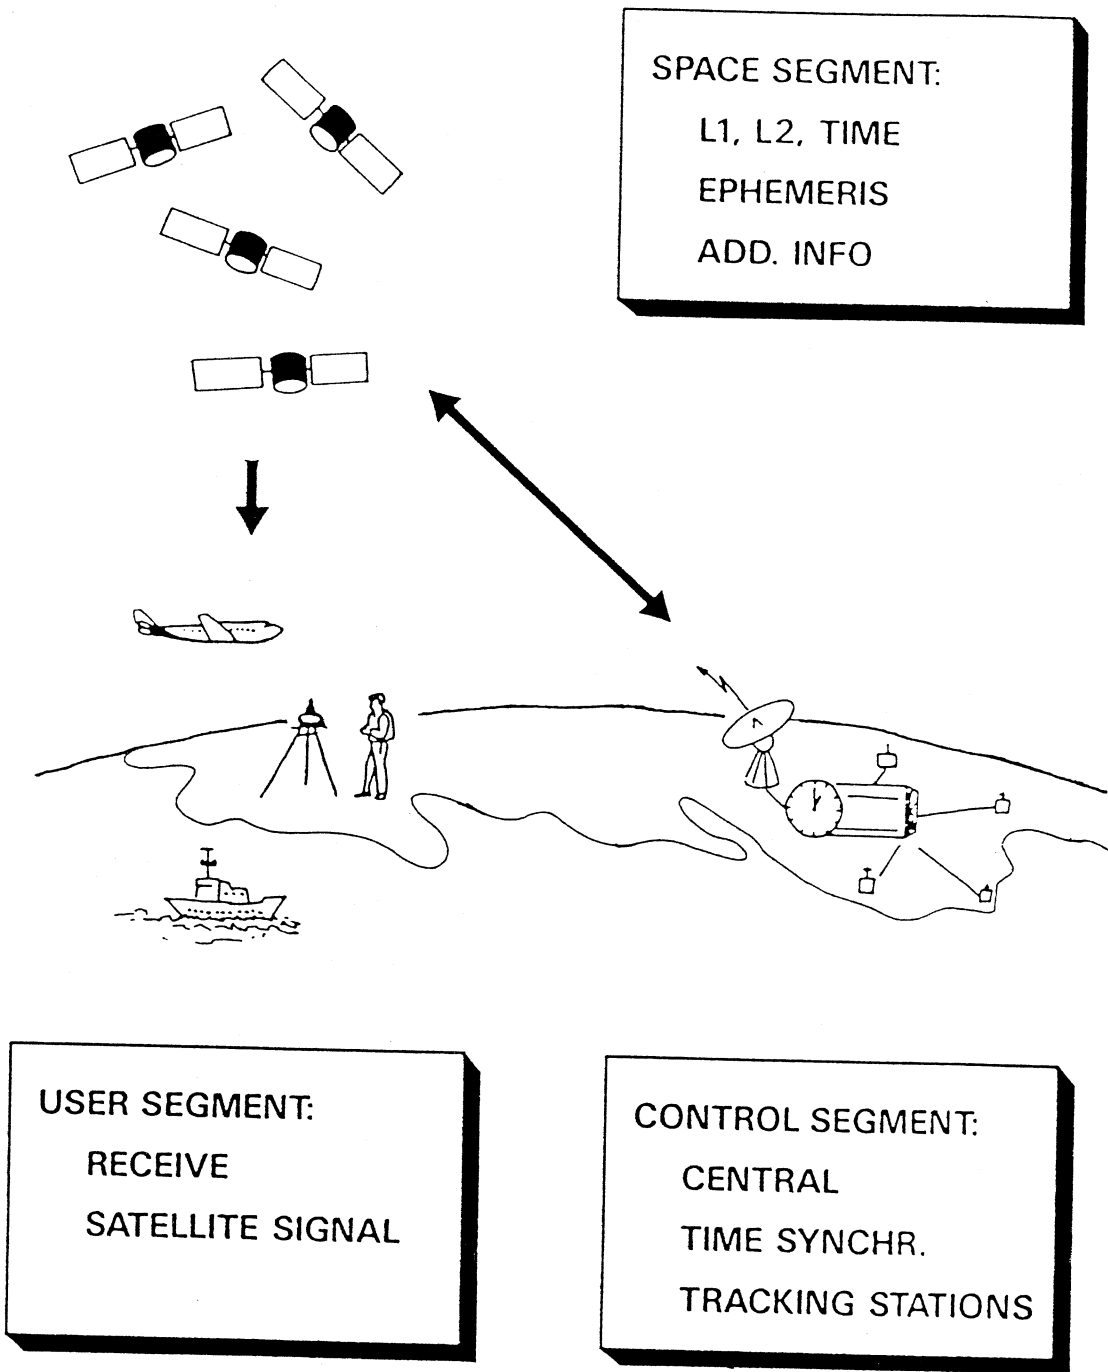 SPACE SEGMENT:
L1, L2, TIME
EPHEMERIS
ADD. INFO
USER SEGMENT:
RECEIVE
SATELLITE SIGNAL
CONTROL SEGMENT:
CENTRAL
TIME SYNCHR.
TRACKING STATIONS